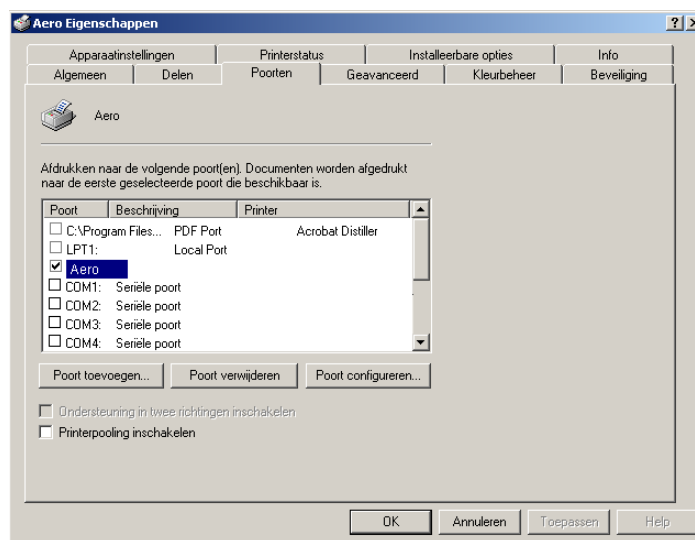 Aero Eigenschappen
Apparaatinstellingen Printerstatus Installeerbare opties Info
Algemeen Delen Poorten Geavanceerd Kleurbeheer Beveiliging
Aero
Afdrukken naar de volgende poort(en). Documenten worden afgedrukt
naar de eerste geselecteerde poort die beschikbaar is.
Poort Beschrijving Printer
C:\Program Files... PDF Port Acrobat Distiller
LPT1: Local Port
Aero
COM1: Seriële poort
COM2: Seriële poort
COM3: Seriële poort
COM4: Seriële poort
Poort toevoegen... Poort verwijderen Poort configureren...
Ondersteuning in twee richtingen inschakelen
Printerpooling inschakelen
OK Annuleren Toepassen Help